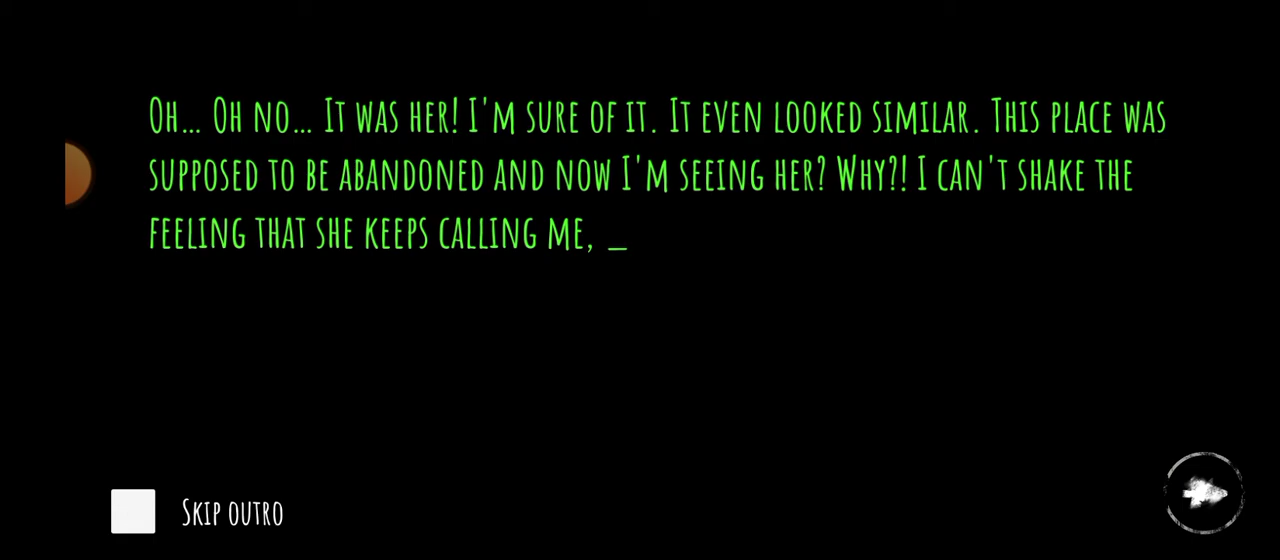 Oh... Oh no... It was her! I'm sure of it. It even looked similar. This place was
supposed to be abandoned and now I'm seeing her? Why?! I can't shake the
feeling that she keeps calling me, _
Skip outro